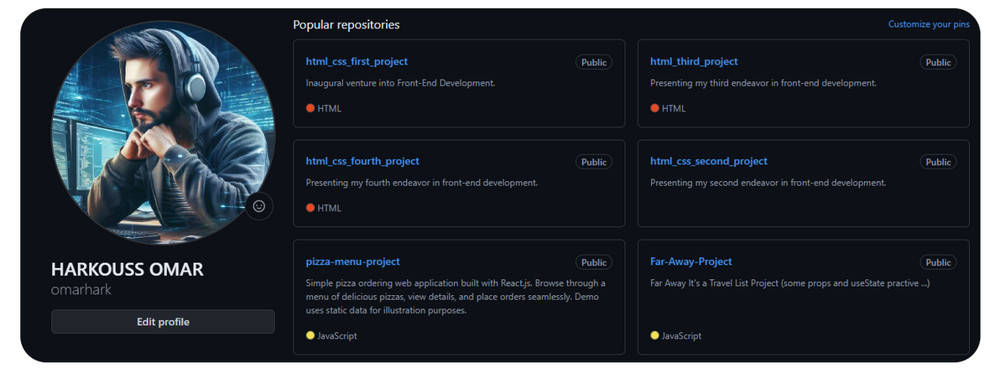 HARKOUSS OMAR
omarhark
Edit profile
Popular repositories
Customize your pins
html_css_first_project
Public
Inaugural venture into Front-End Development.
HTML
html_third_project
Public
Presenting my third endeavor in front-end development.
HTML
html_css_fourth_project
Public
Presenting my fourth endeavor in front-end development.
HTML
html_css_second_project
Public
Presenting my second endeavor in front-end development.
pizza-menu-project
Public
Simple pizza ordering web application built with React.js. Browse through a
menu of delicious pizzas, view details, and place orders seamlessly. Demo
uses static data for illustration purposes.
JavaScript
Far-Away-Project
Public
Far Away It's a Travel List Project (some props and useState practive ...)
JavaScript